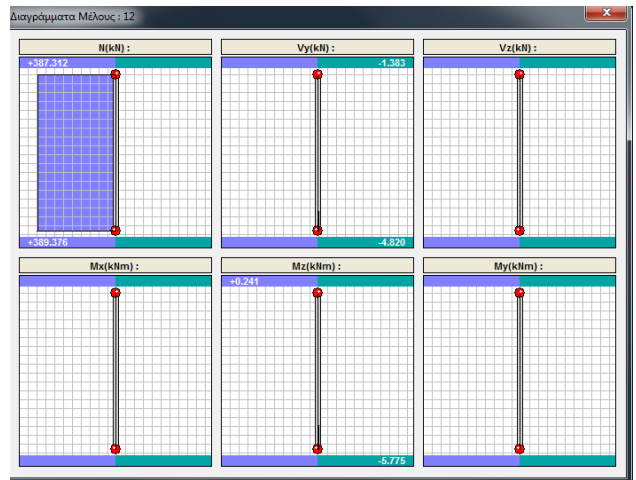 Διαγράμματα Μέλους : 12
N(kN) :
Vy(kN) :
Vz(kN) :
+387.312
-1.383
+389.376
-4.820
Mx(kNm) :
Mz(kNm) :
My(kNm) :
+0.241
-5.775